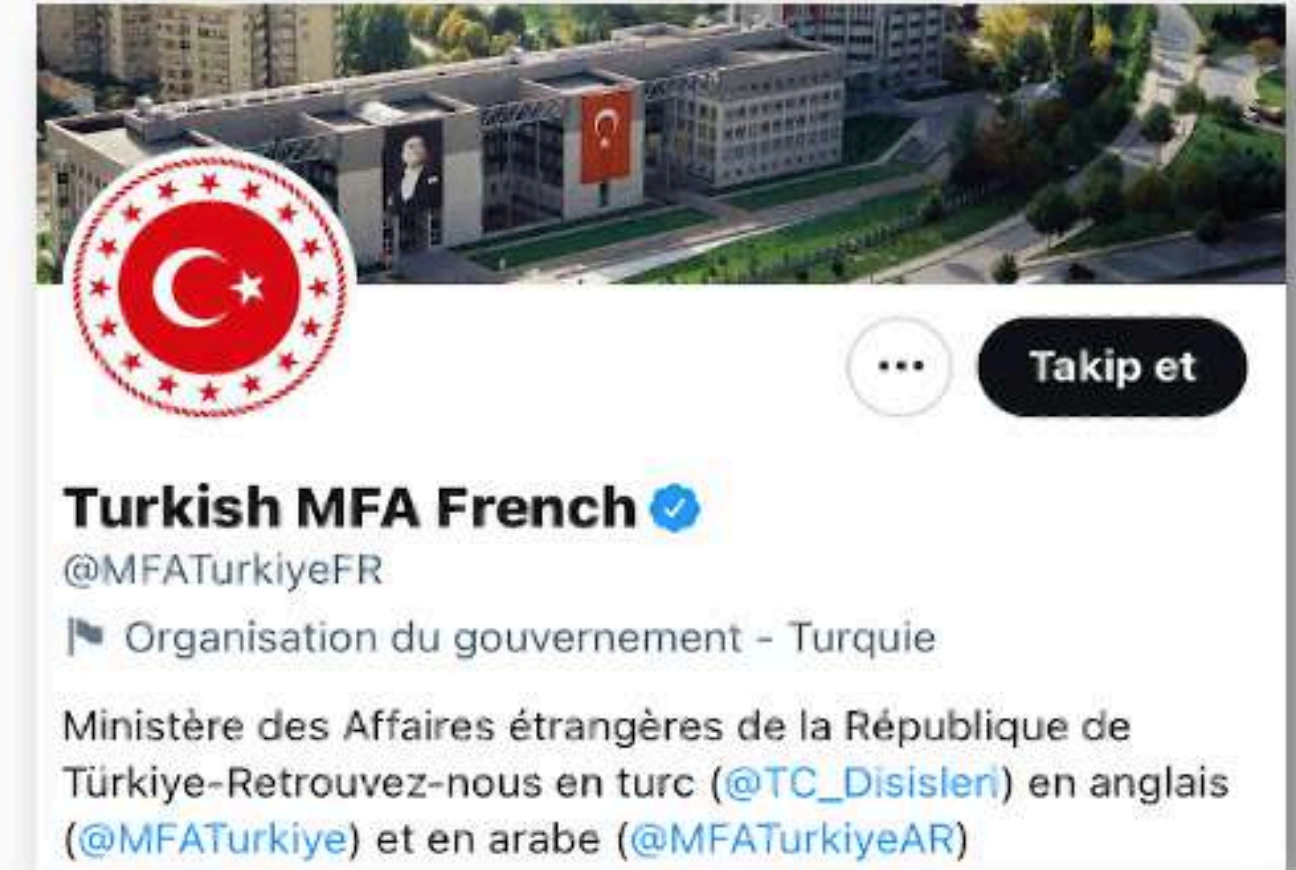 Takip et
Turkish MFA French
@MFATurkiyeFR
Organisation du gouvernement - Turquie
Ministère des Affaires étrangères de la République de
Türkiye-Retrouvez-nous en turc (@TC_Disisleri) en anglais
(@MFATurkiye) et en arabe (@MFATurkiyeAR)